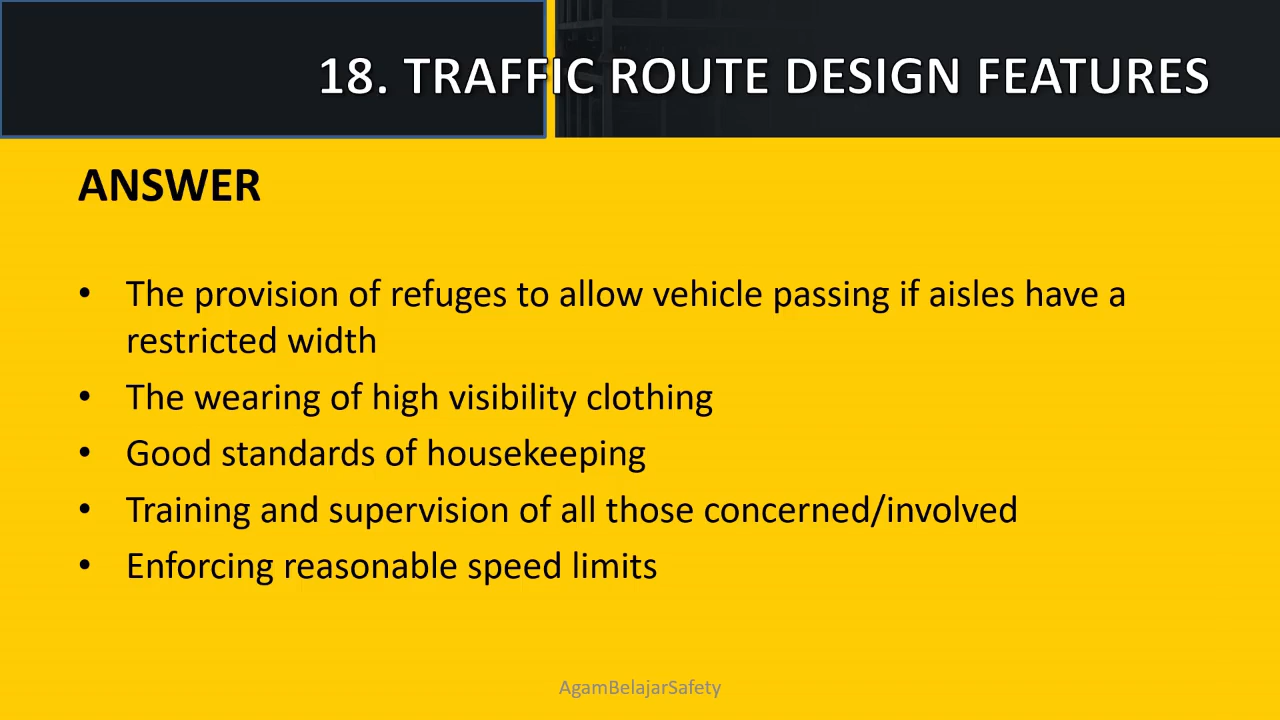 18. TRAFFIC ROUTE DESIGN FEATURES
ANSWER
• The provision of refuges to allow vehicle passing if aisles have a
restricted width
• The wearing of high visibility clothing
• Good standards of housekeeping
• Training and supervision of all those concerned/involved
• Enforcing reasonable speed limits
AgamBelajarSafety